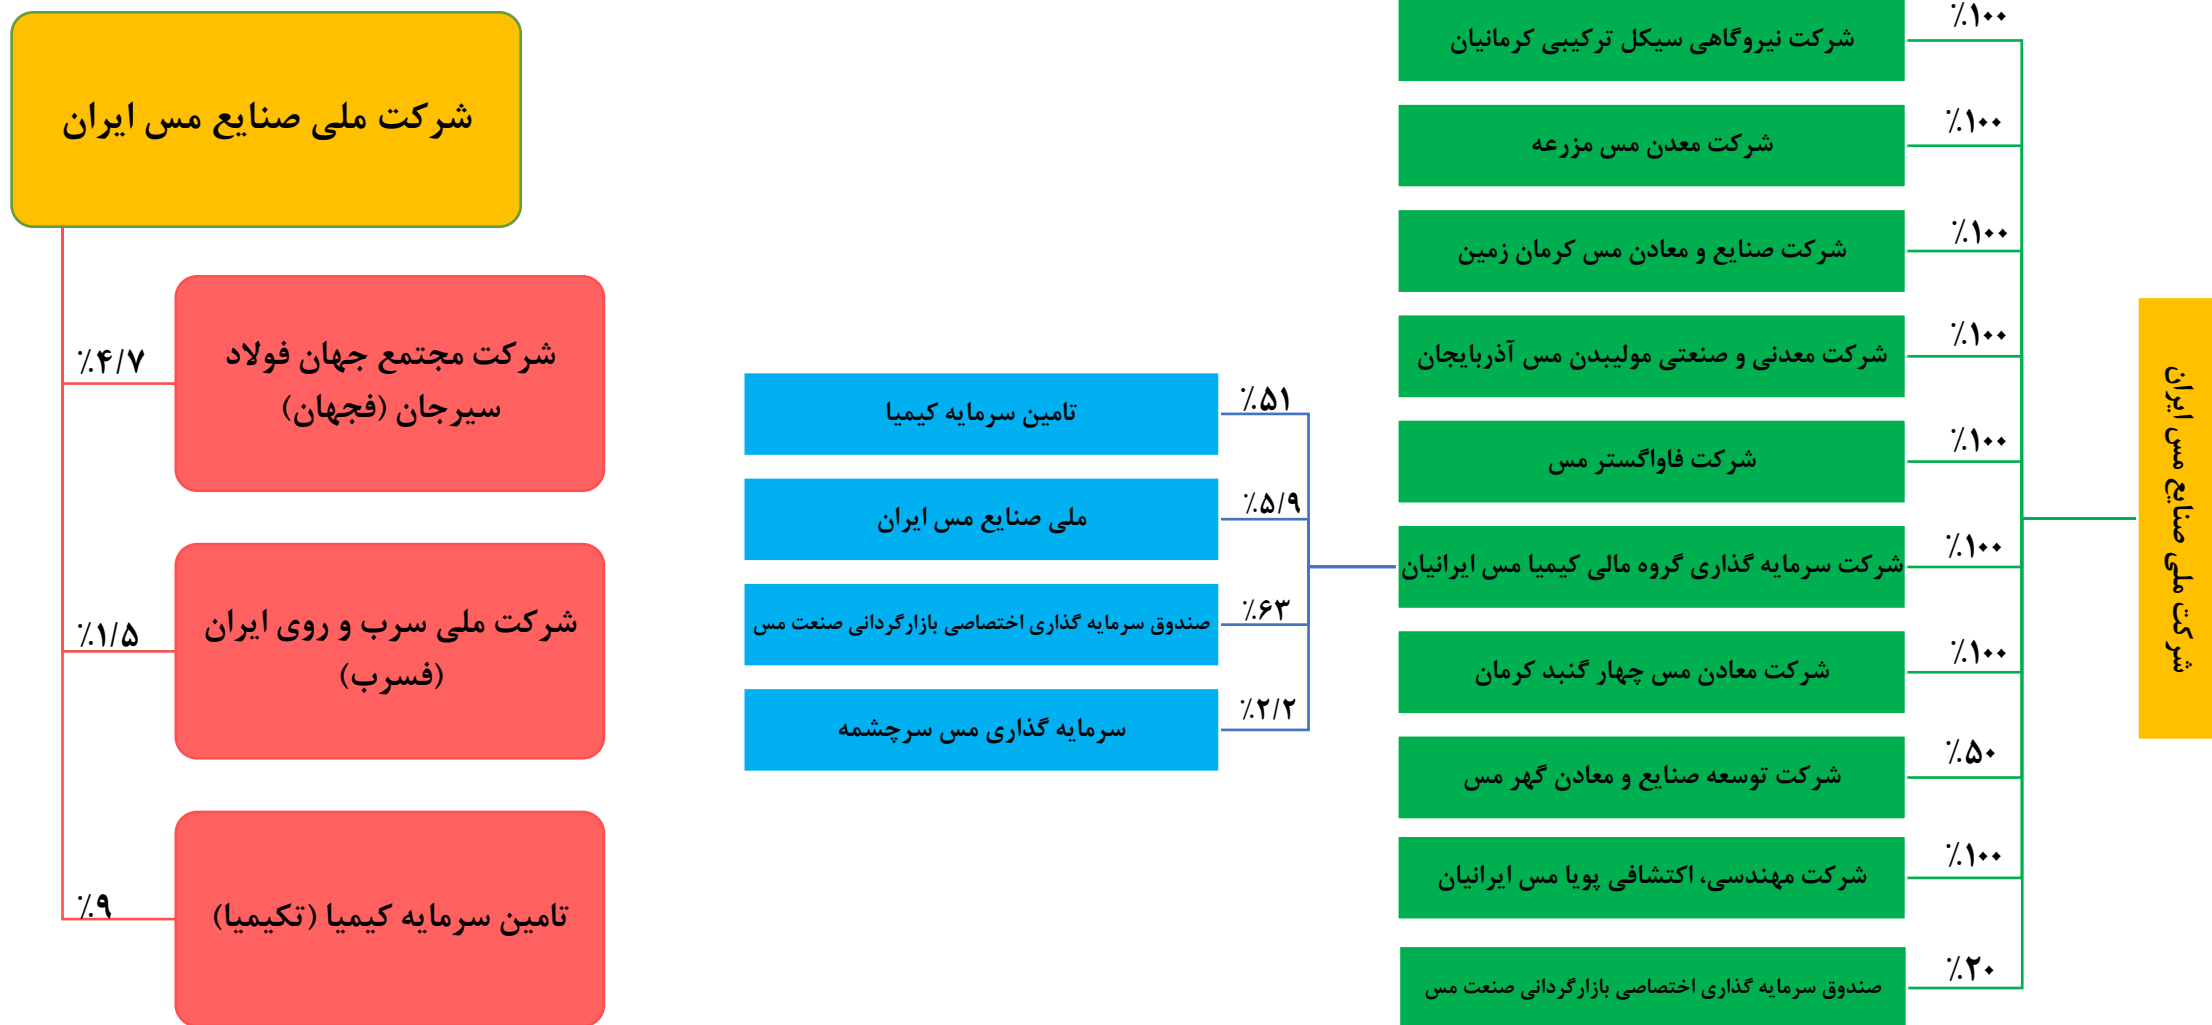 شرکت ملی صنایع مس ایران
٪۱۰۰
شرکت نیروگاهی سیکل ترکیبی کرمانیان
٪۱۰۰
شرکت معدن مس مزرعه
٪۱۰۰
شرکت صنایع و معادن مس کرمان زمین
٪۱۰۰
شرکت معدنی و صنعتی مولیبدن مس آذربایجان
٪۱۰۰
شرکت فاواگستر مس
٪۱۰۰
شرکت سرمایه گذاری گروه مالی کیمیا مس ایرانیان
٪۱۰۰
شرکت معادن مس چهار گنبد کرمان
٪۵۰
شرکت توسعه صنایع و معادن گهر مس
٪۱۰۰
شرکت مهندسی، اکتشافی پویا مس ایرانیان
٪۲۰
صندوق سرمایه گذاری اختصاصی بازارگردانی صنعت مس
٪۵۱
تامین سرمایه کیمیا
٪۵/۹
ملی صنایع مس ایران
٪۶۳
صندوق سرمایه گذاری اختصاصی بازارگردانی صنعت مس
٪۲/۲
سرمایه گذاری مس سرچشمه
شرکت ملی صنایع مس ایران
شرکت مجتمع جهان فولاد
سیرجان (فجهان)
٪۴/۷
شرکت ملی سرب و روی ایران
(فسرب)
٪۱/۵
تامین سرمایه کیمیا (تکیمیا)
٪۹